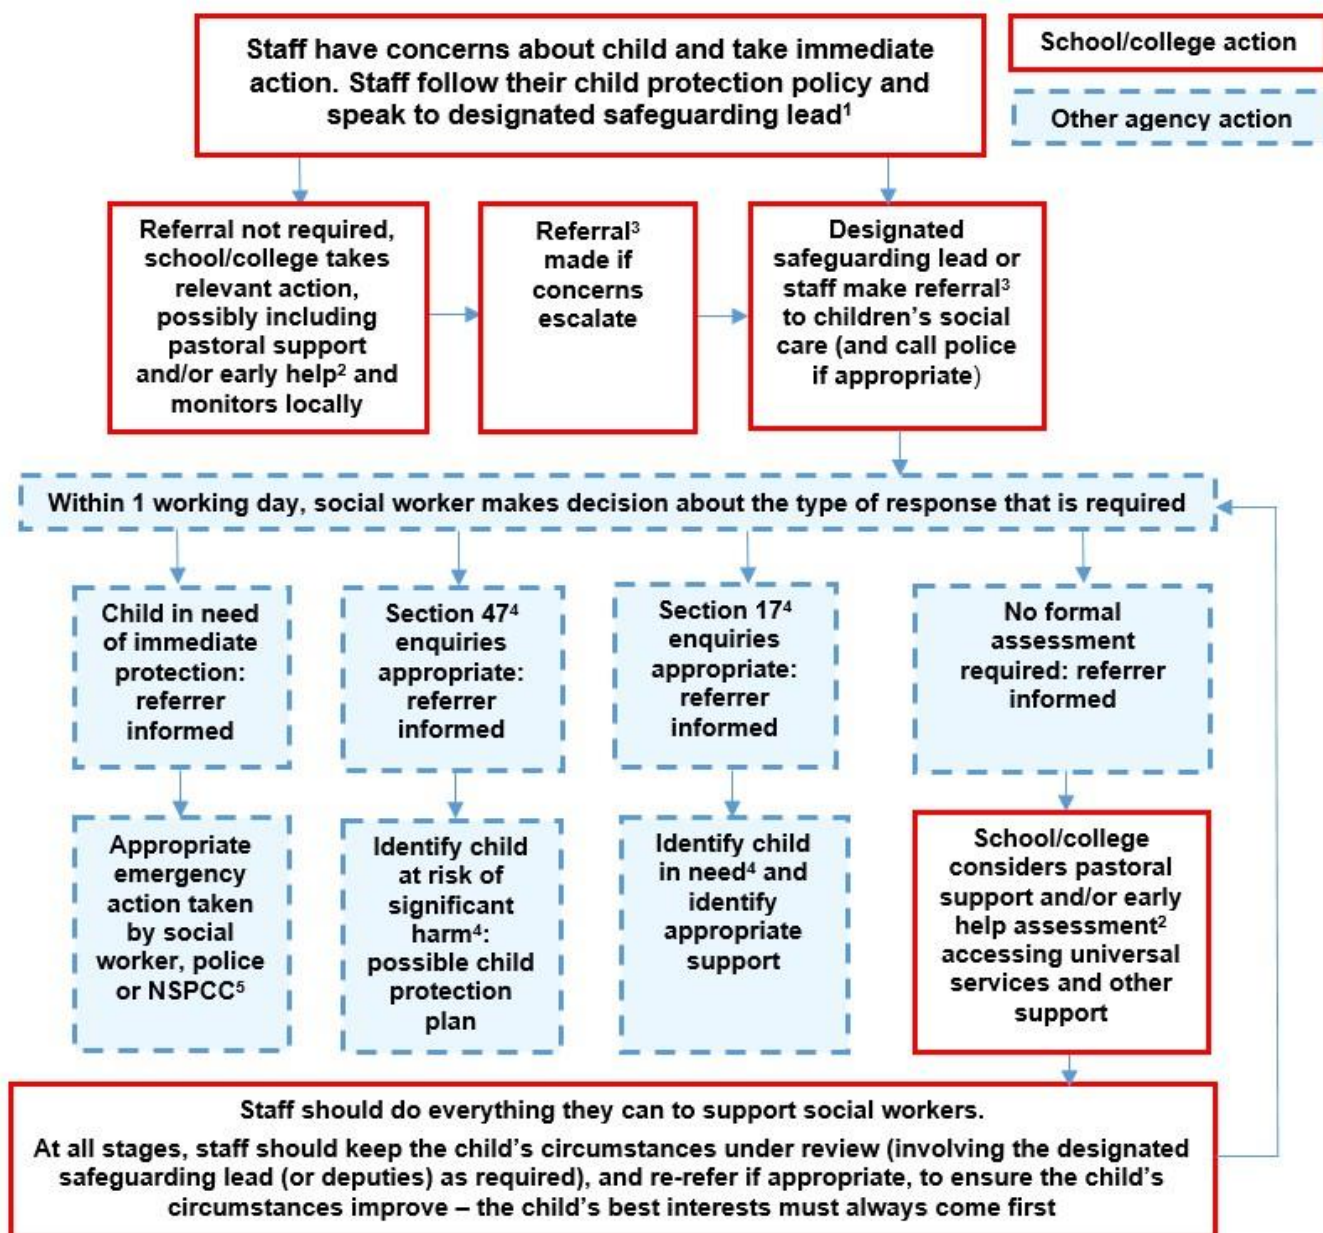 Staff have concerns about child and take immediate
action. Staff follow their child protection policy and
speak to designated safeguarding lead¹
School/college action
Other agency action
Referral not required,
school/college takes
relevant action,
possibly including
pastoral support
and/or early help² and
monitors locally
Referral³
made if
concerns
escalate
Designated
safeguarding lead or
staff make referral³
to children’s social
care (and call police
if appropriate)
Within 1 working day, social worker makes decision about the type of response that is required
Child in need
of immediate
protection:
referrer
informed
Section 47⁴
enquiries
appropriate:
referrer
informed
Section 17⁴
enquiries
appropriate:
referrer
informed
No formal
assessment
required: referrer
informed
Appropriate
emergency
action taken
by social
worker, police
or NSPCC⁵
Identify child
at risk of
significant
harm⁴:
possible child
protection
plan
Identify child
in need⁴ and
identify
appropriate
support
School/college
considers pastoral
support and/or early
help assessment²
accessing universal
services and other
support
Staff should do everything they can to support social workers.
At all stages, staff should keep the child’s circumstances under review (involving the designated
safeguarding lead (or deputies) as required), and re-refer if appropriate, to ensure the child’s
circumstances improve – the child’s best interests must always come first